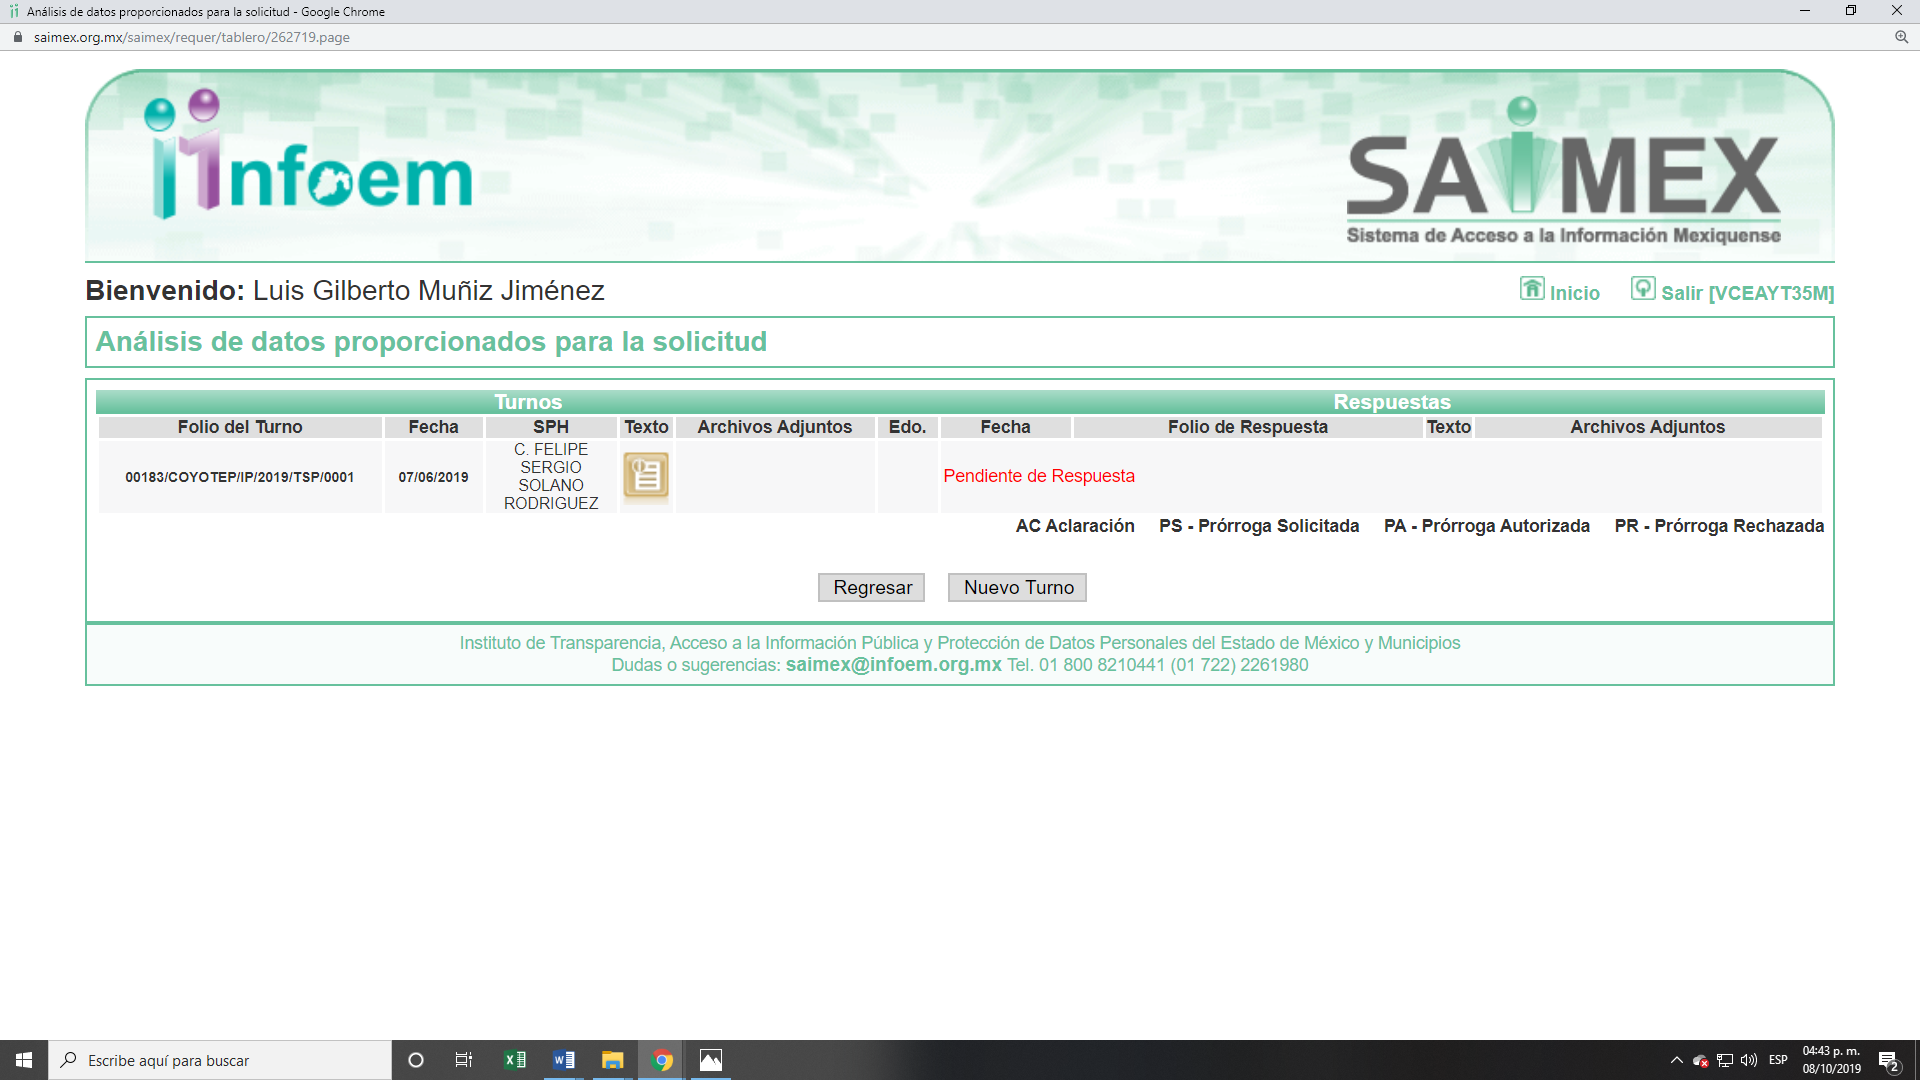 Análisis de datos proporcionados para la solicitud - Google Chrome
saimex.org.mx/saimex/requer/tablero/262719.page
infoem
SAIMEX
Sistema de Acceso a la Información Mexiquense
Bienvenido: Luis Gilberto Muñiz Jiménez
Inicio
Salir [VCEAYT35M]
Análisis de datos proporcionados para la solicitud
Turnos Respuestas
Folio del Turno Fecha SPH Texto Archivos Adjuntos Edo. Fecha Folio de Respuesta Texto Archivos Adjuntos
00183/COYOTEP/IP/2019/TSP/0001 07/06/2019
C. FELIPE
SERGIO
SOLANO
RODRIGUEZ
Pendiente de Respuesta
AC Aclaración PS - Prórroga Solicitada PA - Prórroga Autorizada PR - Prórroga Rechazada
Regresar Nuevo Turno
Instituto de Transparencia, Acceso a la Información Pública y Protección de Datos Personales del Estado de México y Municipios
Dudas o sugerencias: saimex@infoem.org.mx Tel. 01 800 8210441 (01 722) 2261980
Escribe aquí para buscar
ESP
04:43 p. m.
08/10/2019
2